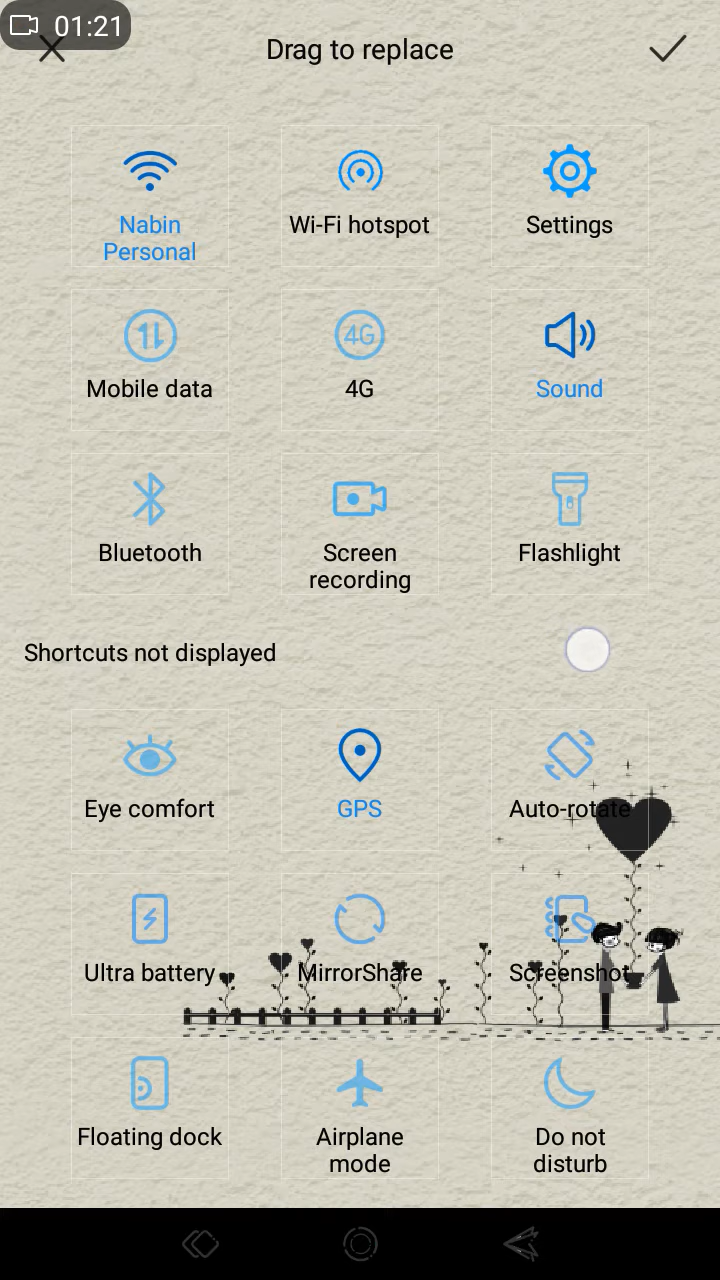 01:21
Drag to replace
Nabin
Personal
Wi-Fi hotspot
Settings
Mobile data
4G
4G
Sound
Bluetooth
Screen
recording
Flashlight
Shortcuts not displayed
Eye comfort
GPS
Auto-rotate
Ultra battery
MirrorShare
Screenshot
Floating dock
Airplane
mode
Do not
disturb